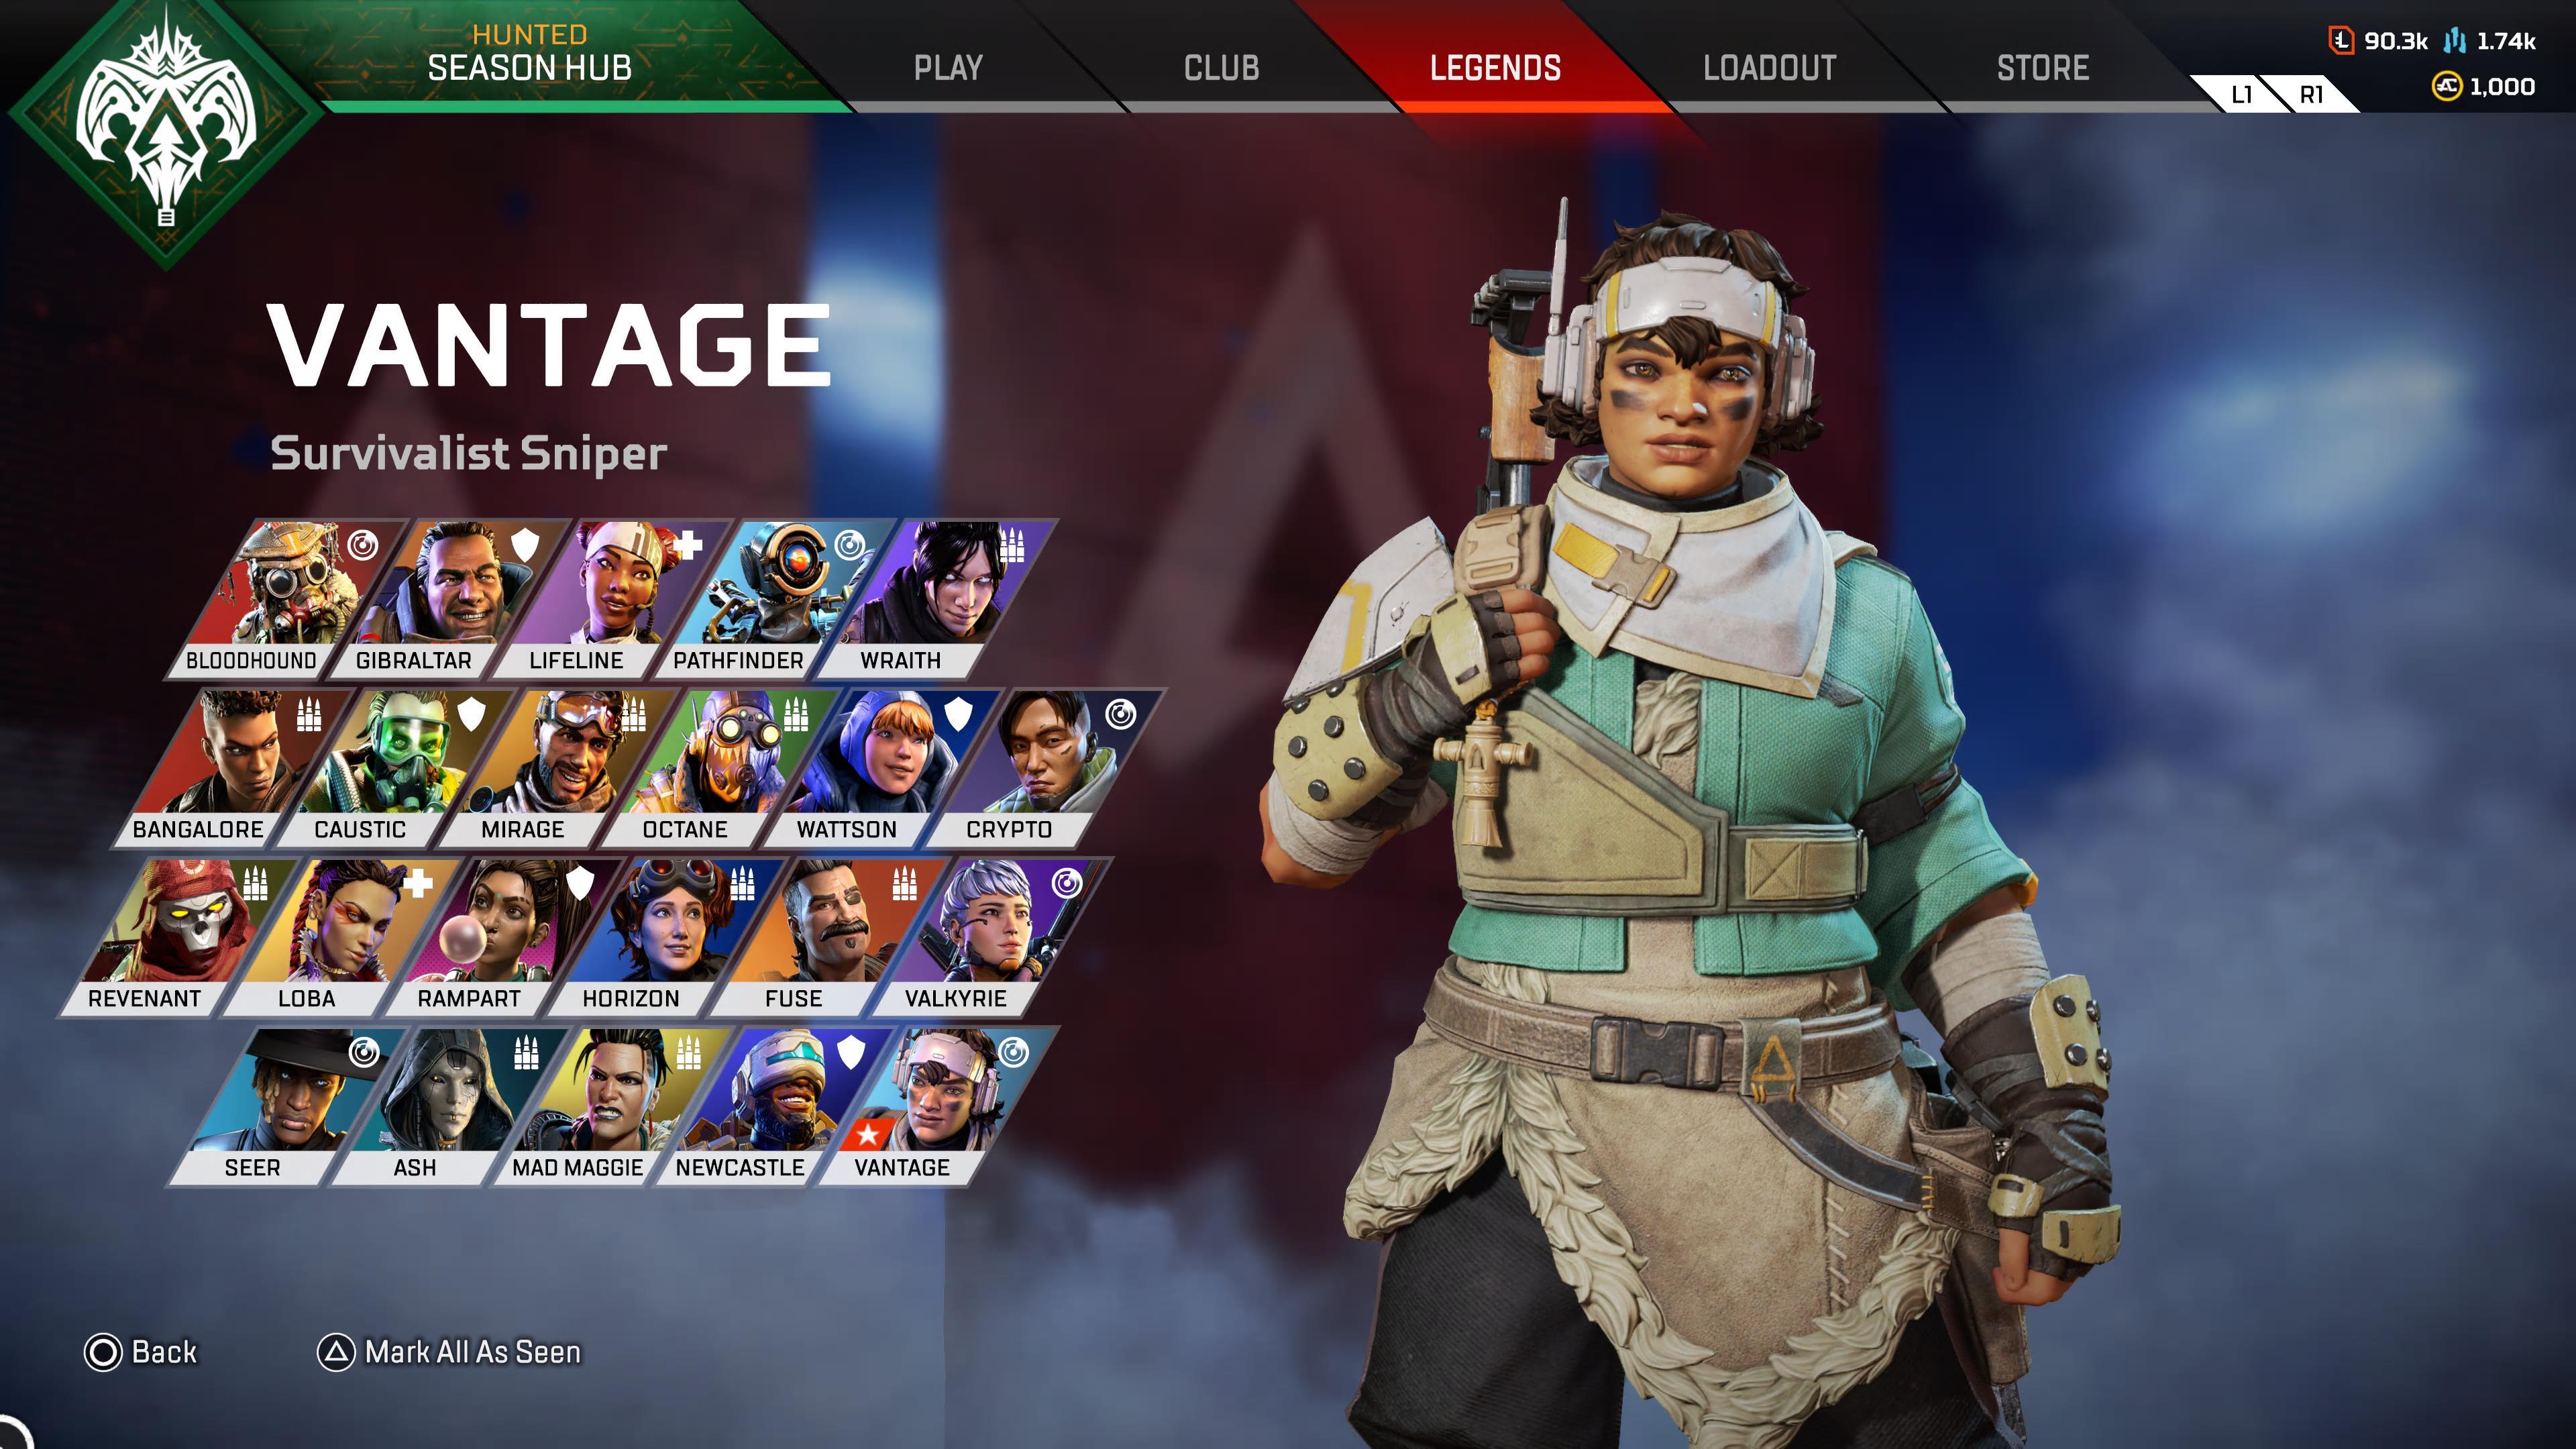 HUNTED
SEASON HUB
PLAY
CLUB
LEGENDS
LOADOUT
STORE
L1
R1
90.3k
1.74k
1,000
VANTAGE
Survivalist Sniper
BLOODHOUND
GIBRALTAR
LIFELINE
PATHFINDER
WRAITH
BANGALORE
CAUSTIC
MIRAGE
OCTANE
WATTSON
CRYPTO
REVENANT
LOBA
RAMPART
HORIZON
FUSE
VALKYRIE
SEER
ASH
MAD MAGGIE
NEWCASTLE
VANTAGE
Back
Mark All As Seen